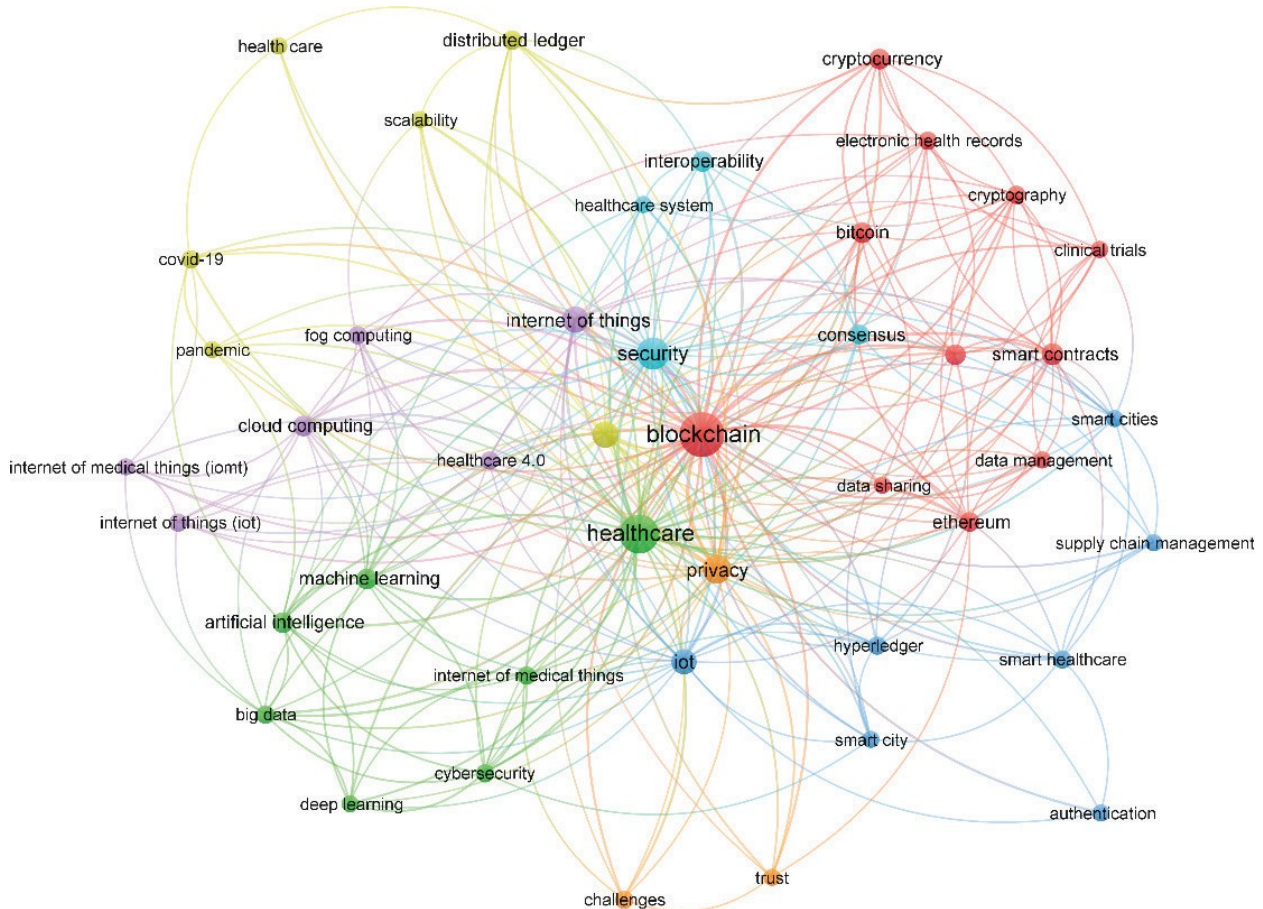 health care
distributed ledger
cryptocurrency
scalability
electronic health records
interoperability
cryptography
healthcare system
bitcoin
clinical trials
covid-19
internet of things
fog computing
consensus
pandemic
security
smart contracts
smart cities
cloud computing
blockchain
internet of medical things (iomt)
healthcare 4.0
data management
data sharing
internet of things (iot)
ethereum
healthcare
supply chain management
privacy
machine learning
artificial intelligence
hyperledger
iot
smart healthcare
internet of medical things
big data
smart city
cybersecurity
deep learning
authentication
trust
challenges